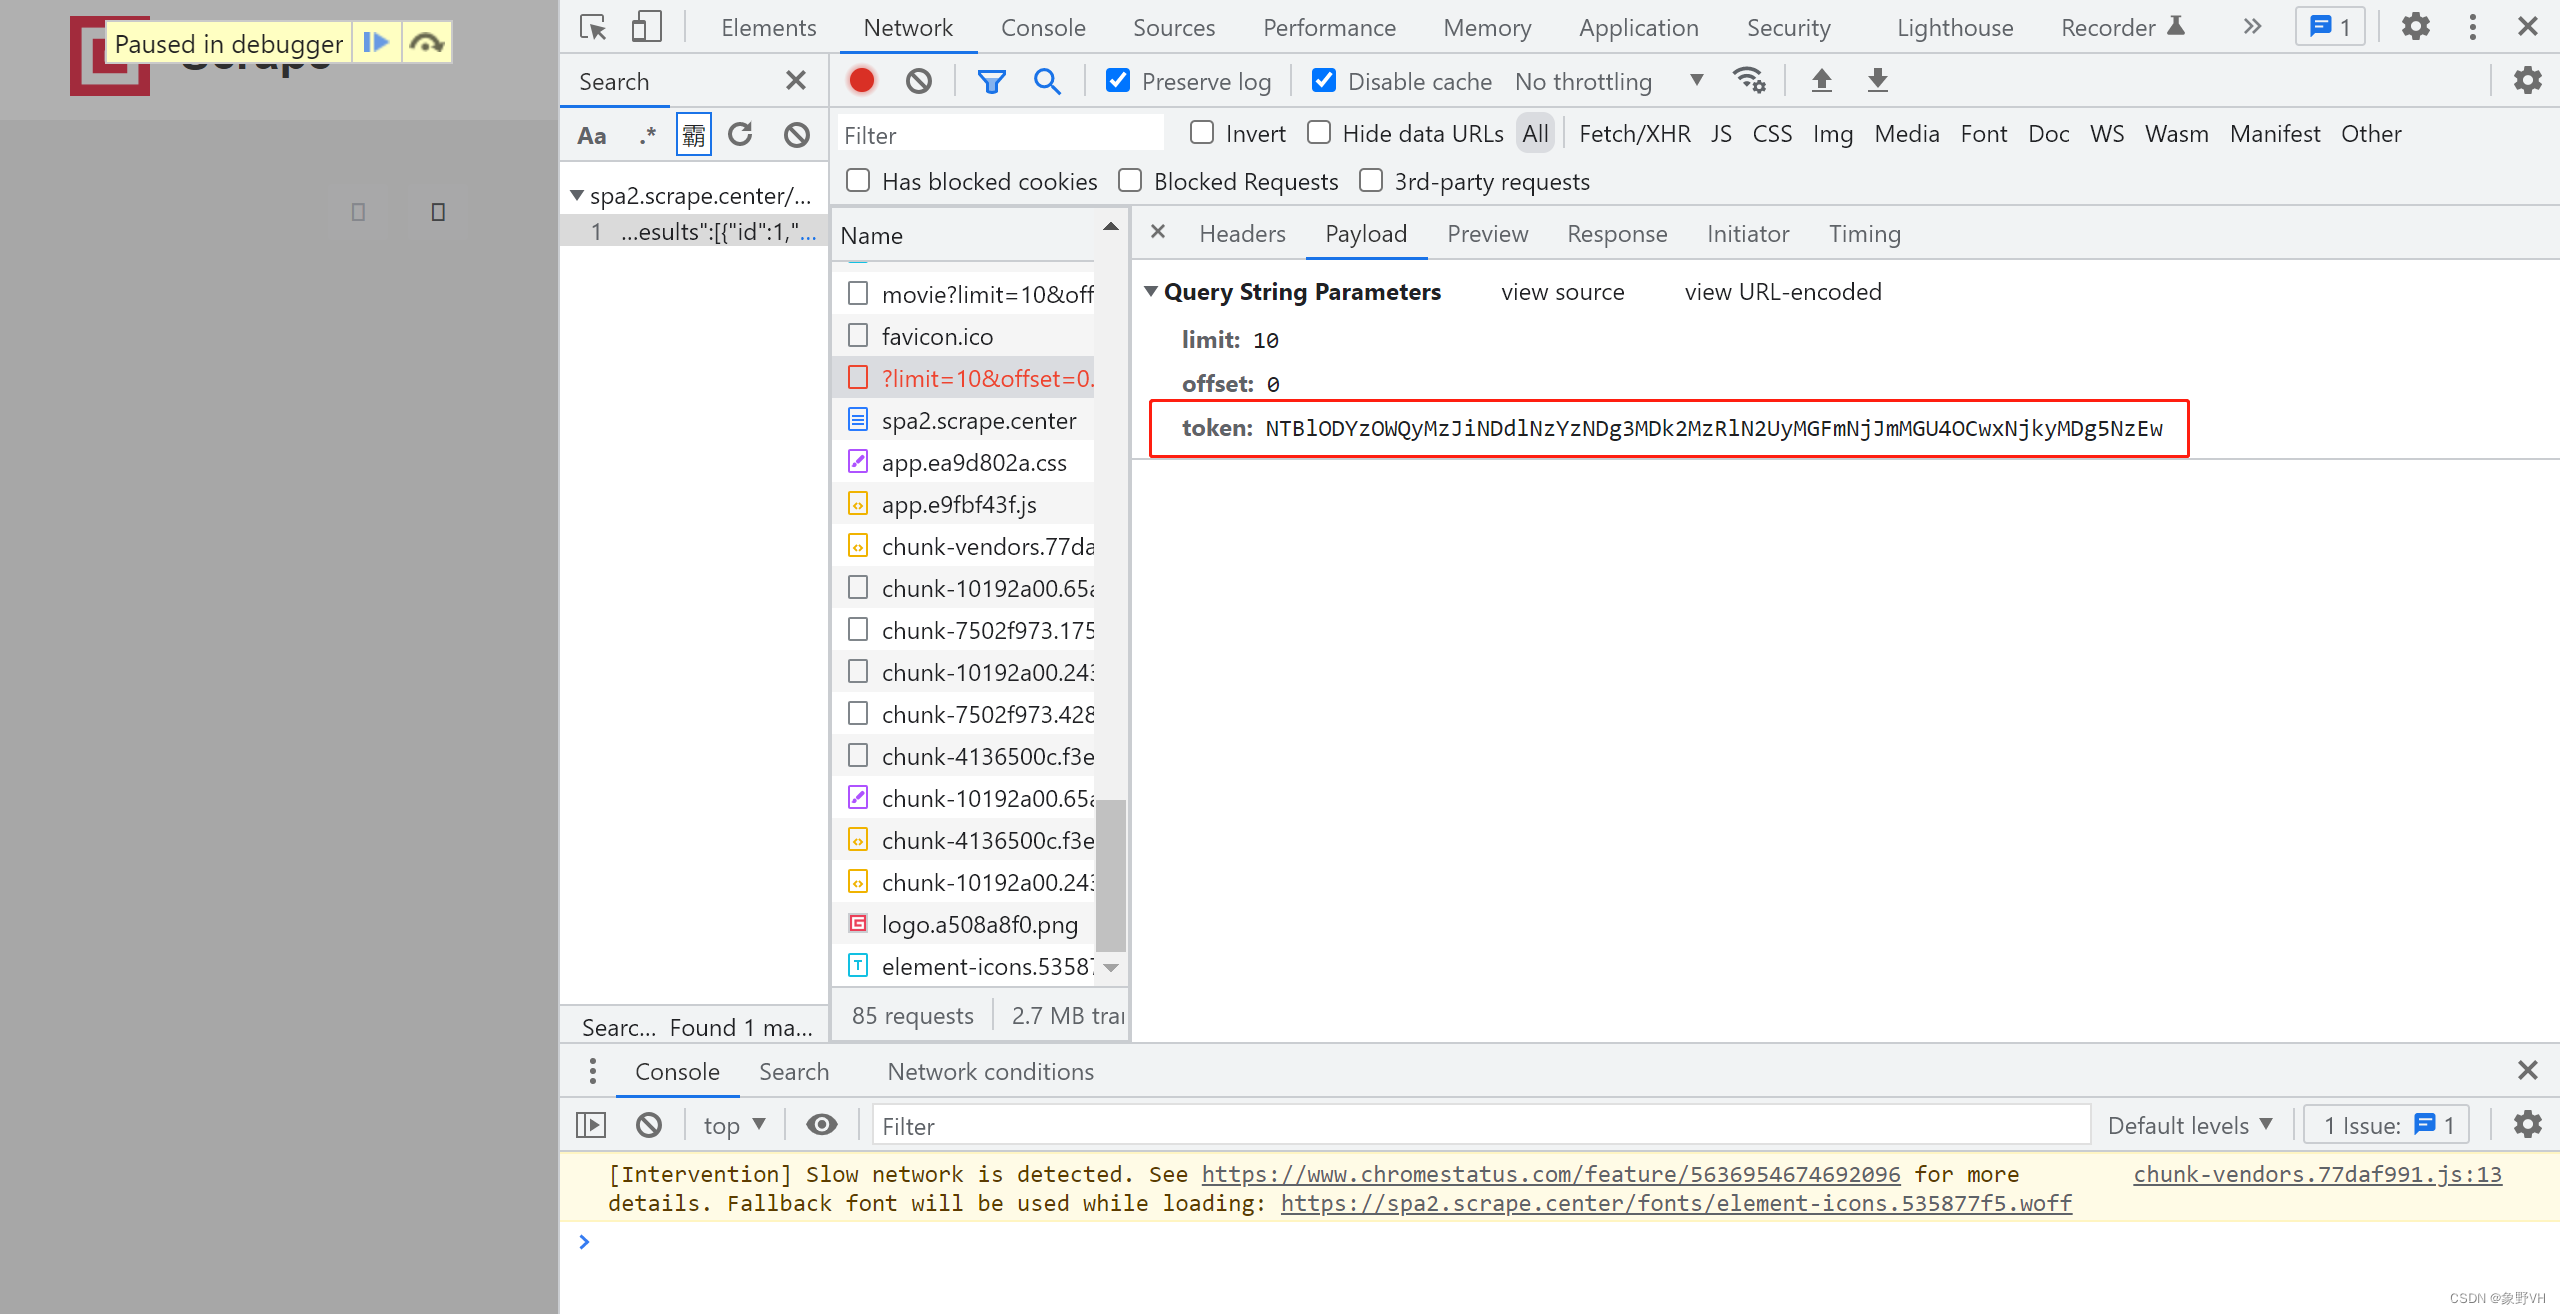 Paused in debugger
Scrape
Elements Network Console Sources Performance Memory Application Security Lighthouse Recorder 1
Search
Preserve log Disable cache No throttling
Aa .* 霸
Filter Invert Hide data URLs All Fetch/XHR JS CSS Img Media Font Doc WS Wasm Manifest Other
Has blocked cookies Blocked Requests 3rd-party requests
spa2.scrape.center/...
1 ...esults":[{"id":1,"...
Name
Headers Payload Preview Response Initiator Timing
movie?limit=10&off
favicon.ico
?limit=10&offset=0.
spa2.scrape.center
app.ea9d802a.css
app.e9fbf43f.js
chunk-vendors.77da
chunk-10192a00.65a
chunk-7502f973.175
chunk-10192a00.243
chunk-7502f973.428
chunk-4136500c.f3e
chunk-10192a00.65a
chunk-4136500c.f3e
chunk-10192a00.243
logo.a508a8f0.png
element-icons.53587
Query String Parameters view source view URL-encoded
limit: 10
offset: 0
token: NTBlODYzOWQyMzJiNDdlNzYzNDg3MDk2MzRlN2UyMGFmNjJmMGU4OCwxNjkyMDg5NzEw
85 requests 2.7 MB tra
Searc... Found 1 ma...
Console Search Network conditions
top Filter Default levels 1 Issue: 1
[Intervention] Slow network is detected. See https://www.chromestatus.com/feature/5636954674692096 for more chunk-vendors.77daf991.js:13
details. Fallback font will be used while loading: https://spa2.scrape.center/fonts/element-icons.535877f5.woff
CSDN @象野VH